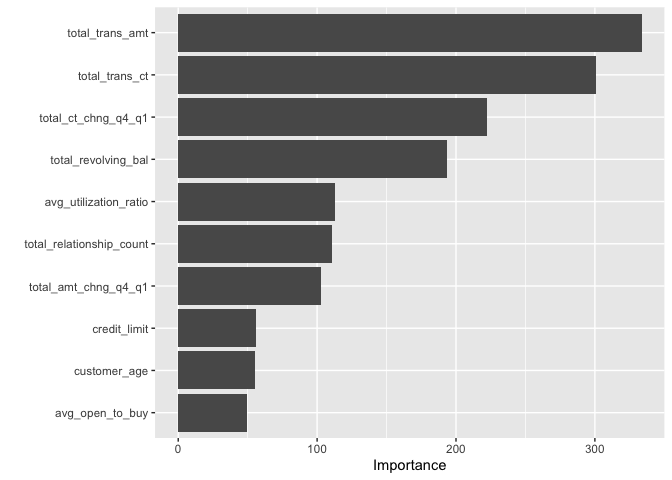 total_trans_amt
total_trans_ct
total_ct_chng_q4_q1
total_revolving_bal
avg_utilization_ratio
total_relationship_count
total_amt_chng_q4_q1
credit_limit
customer_age
avg_open_to_buy
0 100 200 300
Importance